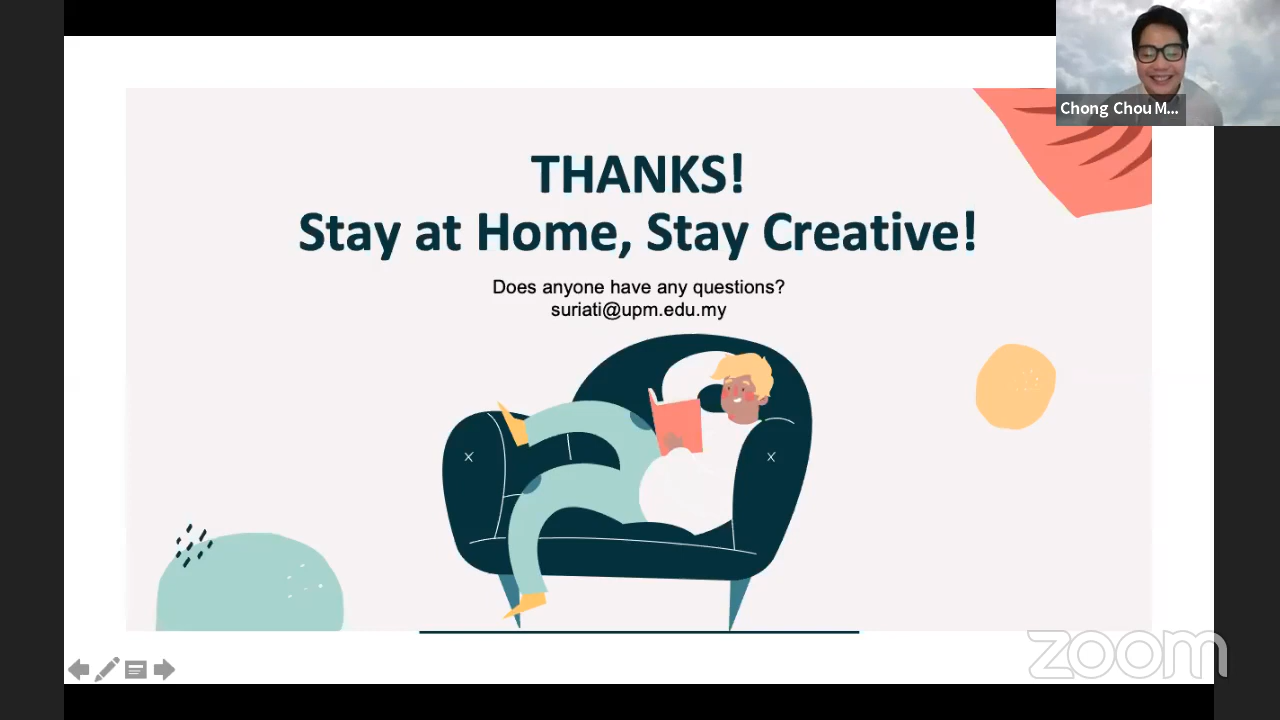 Chong Chou M...
THANKS!
Stay at Home, Stay Creative!
Does anyone have any questions?
suriati@upm.edu.my
zoom